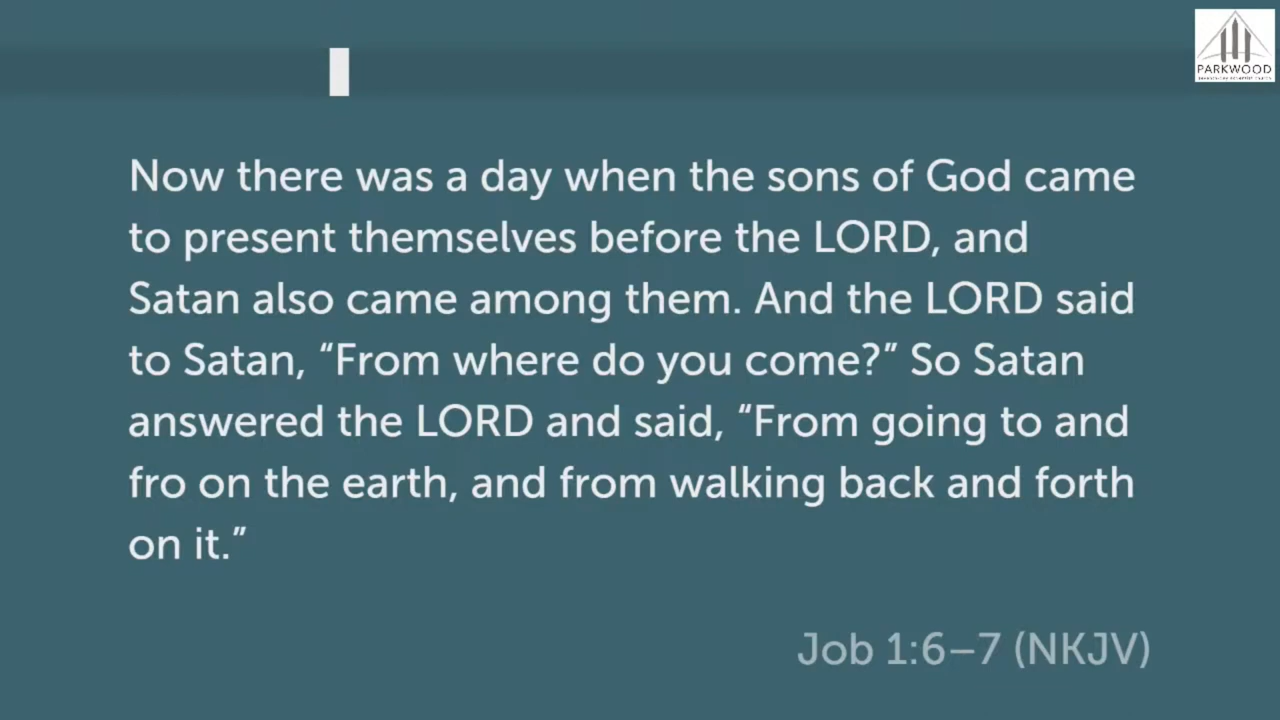 PARKWOOD
Now there was a day when the sons of God came
to present themselves before the LORD, and
Satan also came among them. And the LORD said
to Satan, “From where do you come?” So Satan
answered the LORD and said, “From going to and
fro on the earth, and from walking back and forth
on it.”
Job 1:6–7 (NKJV)